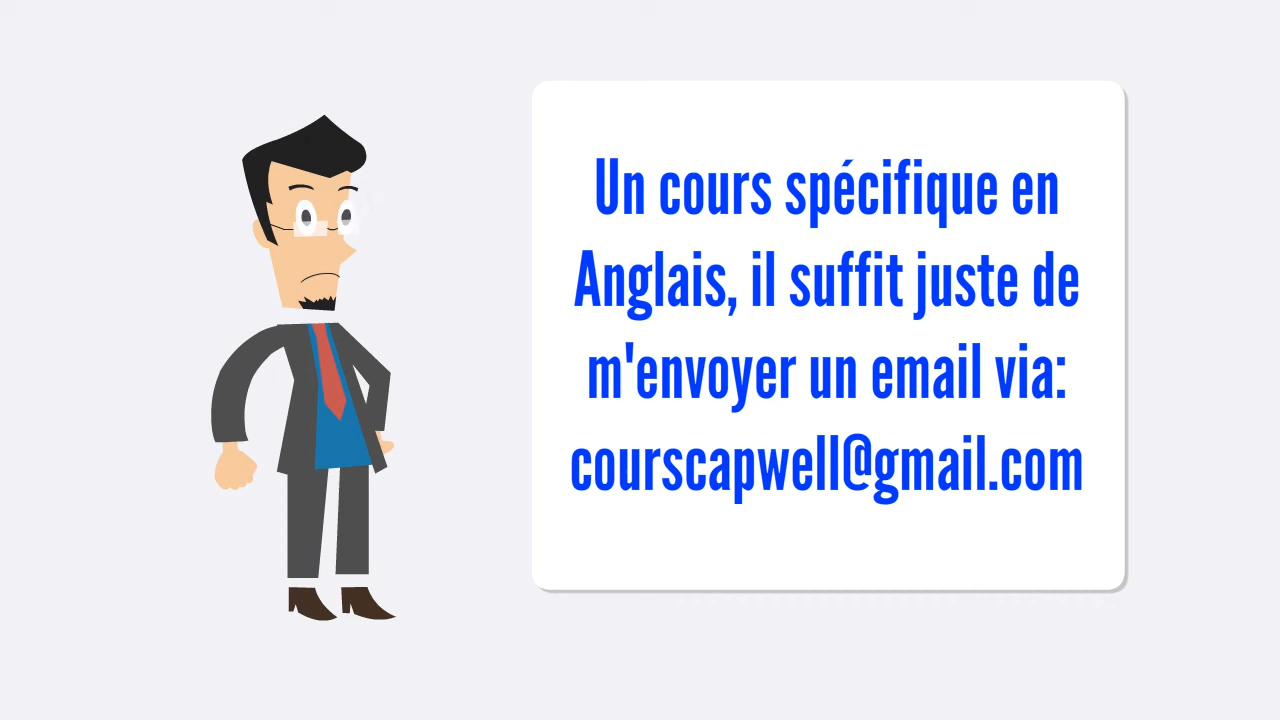 Un cours spécifique en
Anglais, il suffit juste de
m'envoyer un email via:
courscapwell@gmail.com